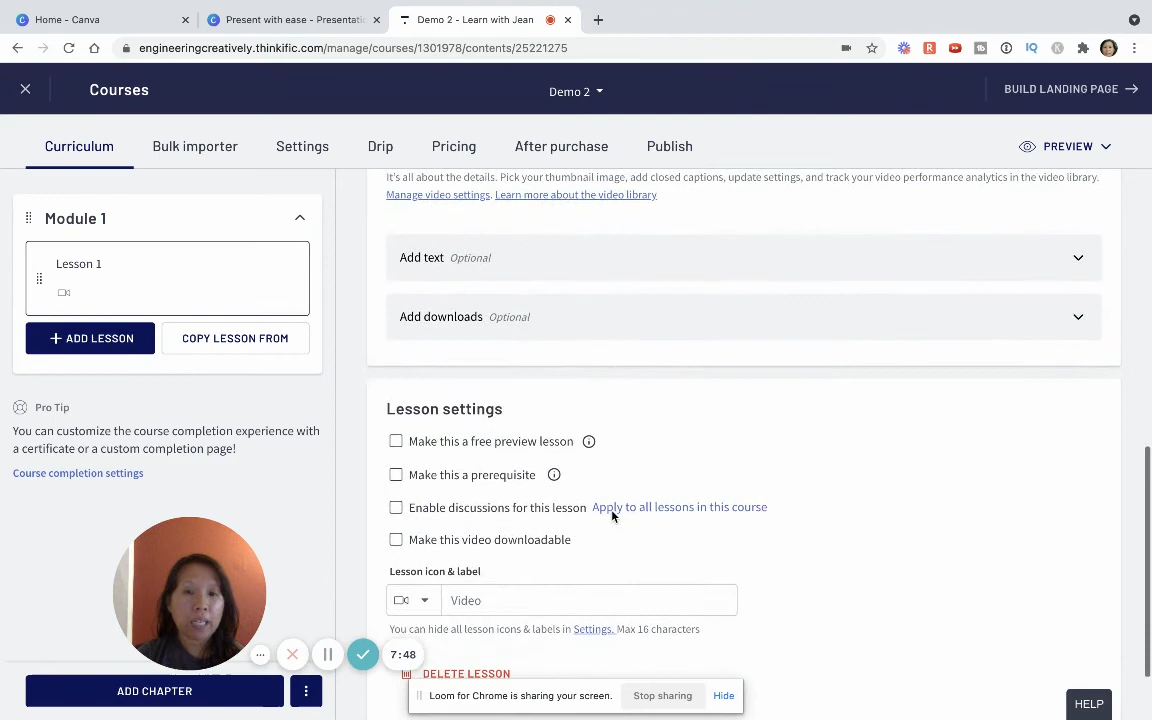 Home - Canva
Present with ease - Presentatio
Demo 2 - Learn with Jean
engineeringcreatively.thinkific.com/manage/courses/1301978/contents/25221275
Courses
Demo 2
BUILD LANDING PAGE
Curriculum
Bulk importer
Settings
Drip
Pricing
After purchase
Publish
PREVIEW
Module 1
Lesson 1
+ ADD LESSON
COPY LESSON FROM
Pro Tip
You can customize the course completion experience
with a certificate or a custom completion page!
Course completion settings
ADD CHAPTER
It's all about the details. Pick your thumbnail image, add closed captions, update settings, and track your video performance analytics in the video library.
Manage video settings. Learn more about the video library
Add text Optional
Add downloads Optional
Lesson settings
Make this a free preview lesson
Make this a prerequisite
Enable discussions for this lesson Apply to all lessons in this course
Make this video downloadable
Lesson icon & label
Video
You can hide all lesson icons & labels in Settings. Max 16 characters
7:48
DELETE LESSON
Loom for Chrome is sharing your screen.
Stop sharing
Hide
HELP